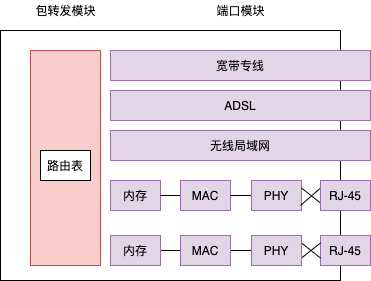 包转发模块
端口模块
宽带专线
ADSL
无线局域网
路由表
内存
MAC
PHY
RJ-45
内存
MAC
PHY
RJ-45